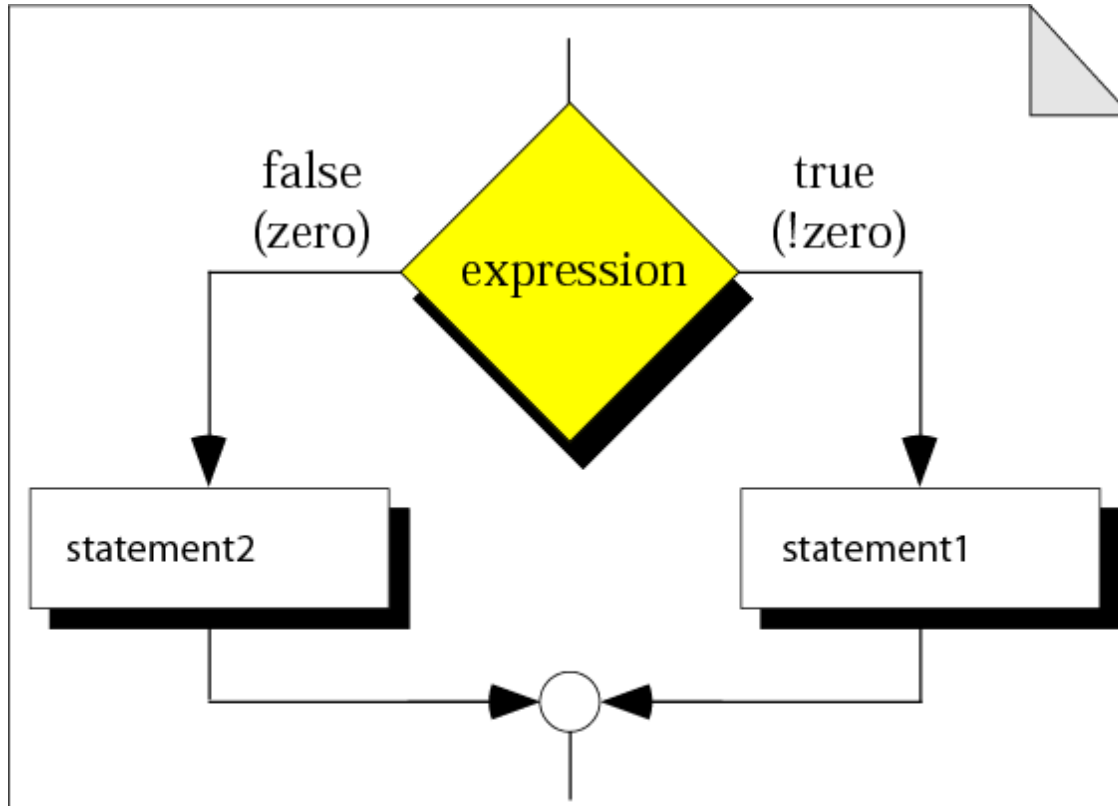 false
(zero)
true
(!zero)
expression
statement2
statement1